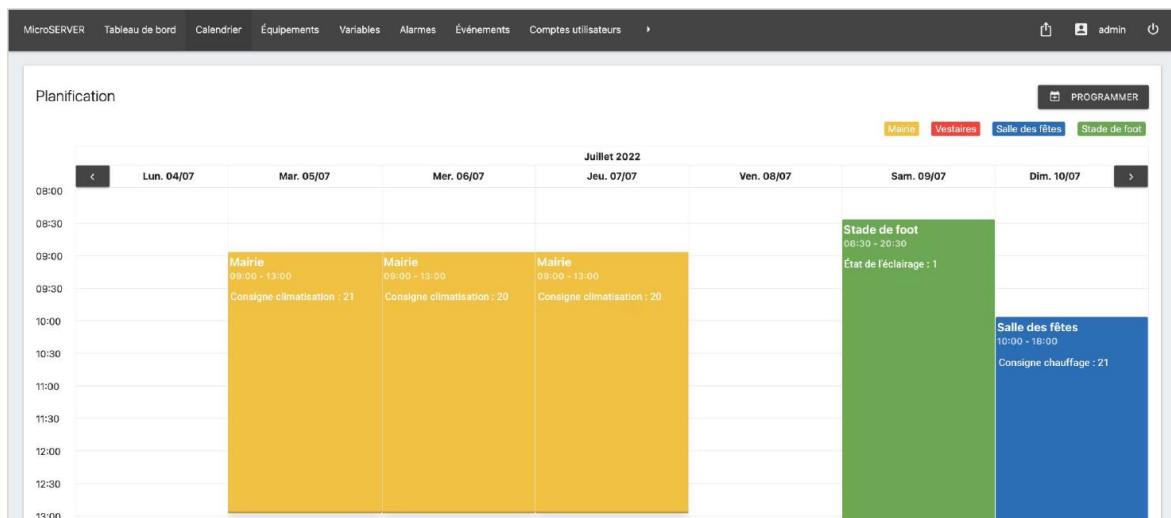 MicroSERVER Tableau de bord Calendrier Équipements Variables Alarmes Événements Comptes utilisateurs admin
Planification
PROGRAMMER
Mairie Vestaires Salle des fêtes Stade de foot
Juillet 2022
Lun. 04/07 Mar. 05/07 Mer. 06/07 Jeu. 07/07 Ven. 08/07 Sam. 09/07 Dim. 10/07
08:00
08:30
Stade de foot
08:30 - 20:30
État de l'éclairage : 1
09:00
Mairie Mairie Mairie
09:00 - 13:00 09:00 - 13:00 09:00 - 13:00
09:30
Consigne climatisation : 21 Consigne climatisation : 20 Consigne climatisation : 20
10:00
Salle des fêtes
10:00 - 18:00
10:30
Consigne chauffage : 21
11:00
11:30
12:00
12:30
13:00